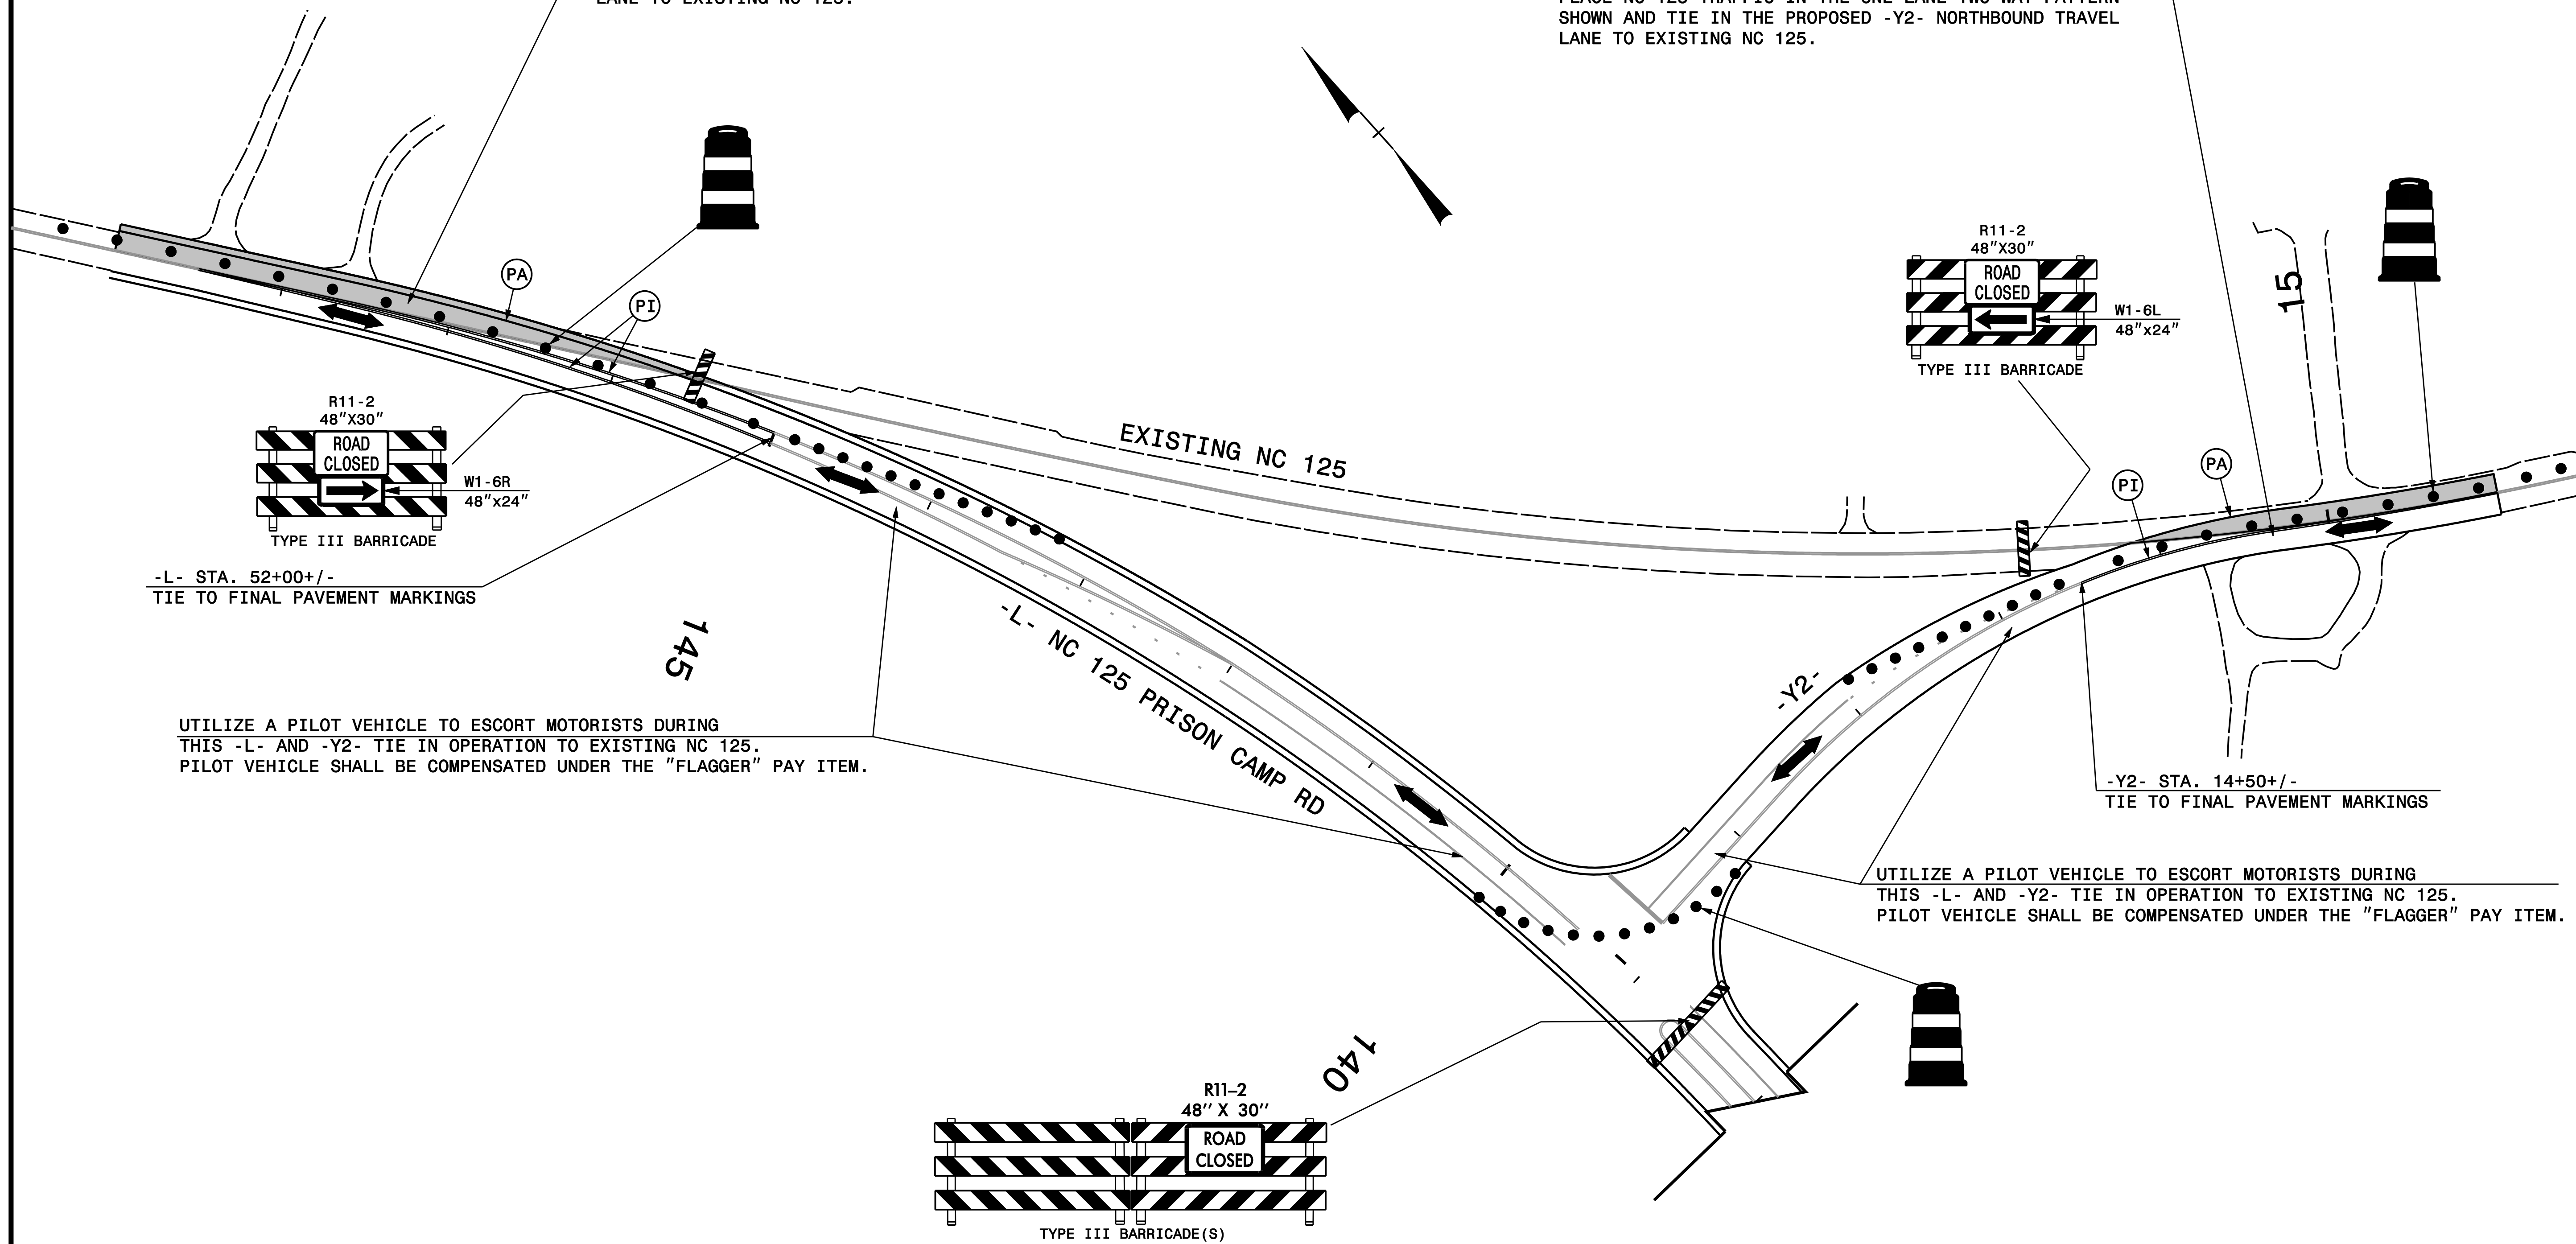 LANE TO EXISTING NC 125.
PLACE NC 125 TRAFFIC IN THE ONE-LANE TWO-WAY PATTERN
SHOWN AND TIE IN THE PROPOSED -Y2- NORTHBOUND TRAVEL
LANE TO EXISTING NC 125.
PA
PI
R11-2
48"X30"
ROAD
CLOSED
W1-6R
48"x24"
TYPE III BARRICADE
-L- STA. 52+00+/-
TIE TO FINAL PAVEMENT MARKINGS
EXISTING NC 125
R11-2
48"X30"
ROAD
CLOSED
W1-6L
48"x24"
TYPE III BARRICADE
15
PI
PA
145
-L- NC 125 PRISON CAMP RD
-Y2-
UTILIZE A PILOT VEHICLE TO ESCORT MOTORISTS DURING
THIS -L- AND -Y2- TIE IN OPERATION TO EXISTING NC 125.
PILOT VEHICLE SHALL BE COMPENSATED UNDER THE "FLAGGER" PAY ITEM.
-Y2- STA. 14+50+/-
TIE TO FINAL PAVEMENT MARKINGS
UTILIZE A PILOT VEHICLE TO ESCORT MOTORISTS DURING
THIS -L- AND -Y2- TIE IN OPERATION TO EXISTING NC 125.
PILOT VEHICLE SHALL BE COMPENSATED UNDER THE "FLAGGER" PAY ITEM.
140
R11–2
48" X 30"
ROAD
CLOSED
TYPE III BARRICADE(S)